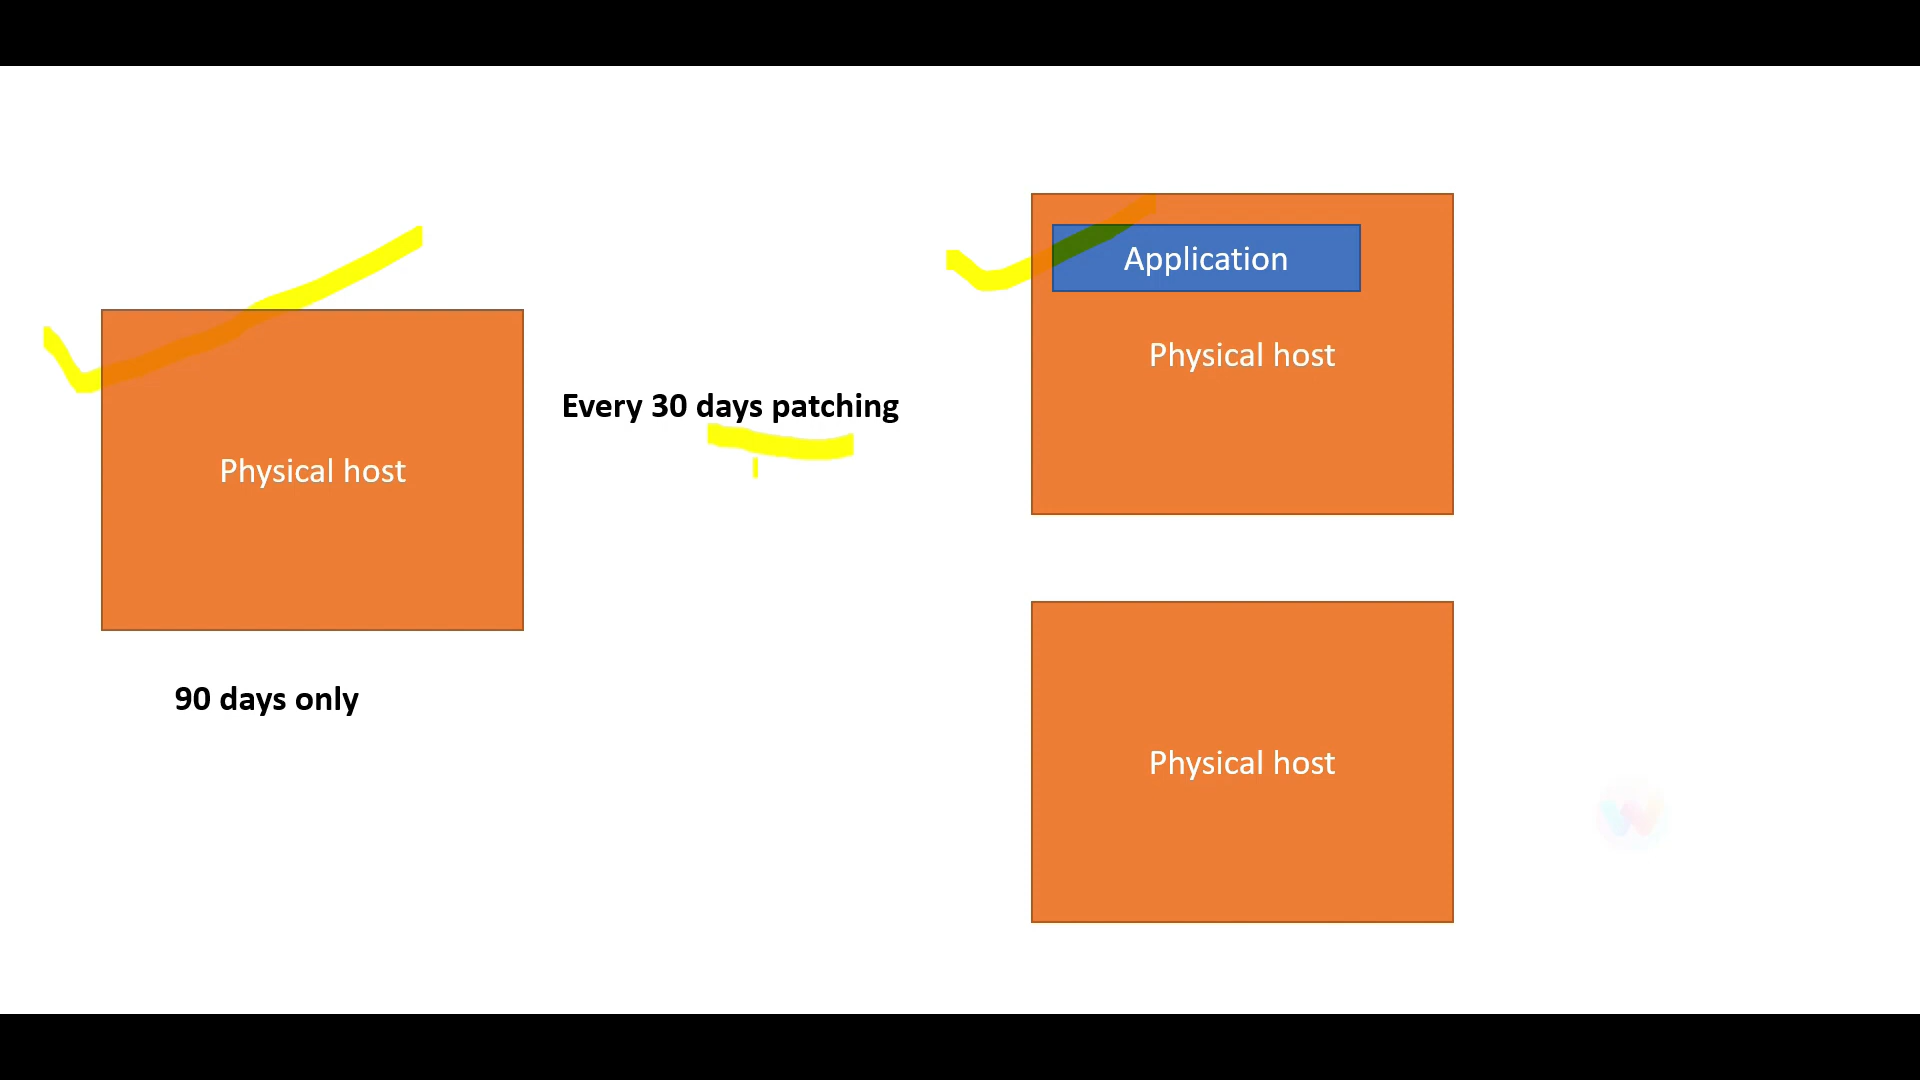 Physical host
90 days only
Every 30 days patching
Application
Physical host
Physical host